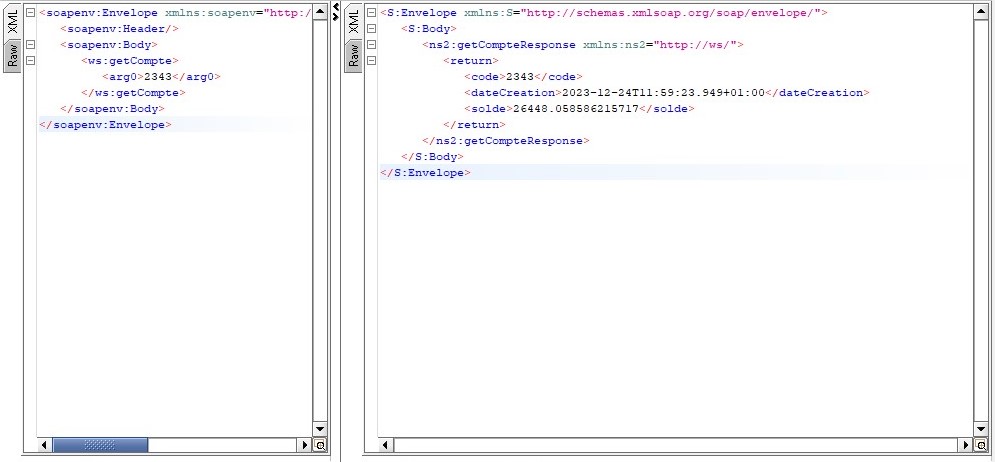 XML
Raw
<soapenv:Envelope xmlns:soapenv="http:/
<soapenv:Header/>
<soapenv:Body>
<ws:getCompte>
<arg0>2343</arg0>
</ws:getCompte>
</soapenv:Body>
</soapenv:Envelope>
XML
Raw
<S:Envelope xmlns:S="http://schemas.xmlsoap.org/soap/envelope/">
<S:Body>
<ns2:getCompteResponse xmlns:ns2="http://ws/">
<return>
<code>2343</code>
<dateCreation>2023-12-24T11:59:23.949+01:00</dateCreation>
<solde>26448.058586215717</solde>
</return>
</ns2:getCompteResponse>
</S:Body>
</S:Envelope>